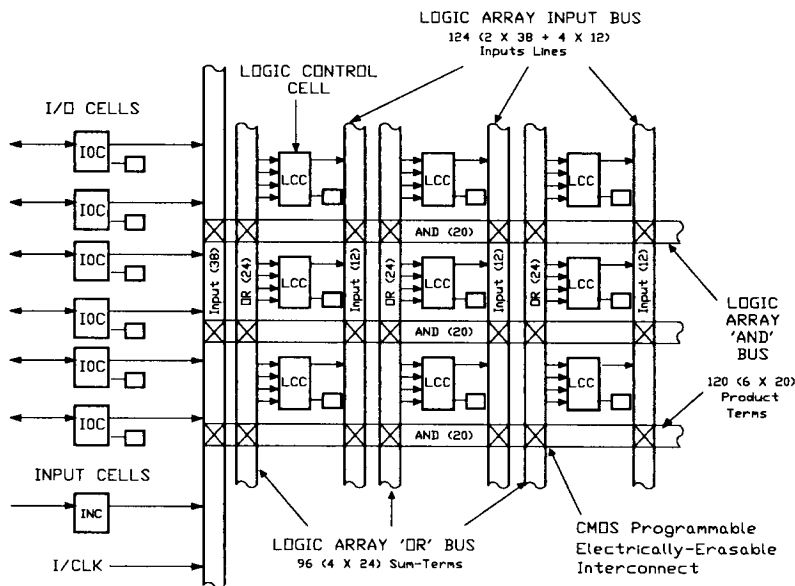 LOGIC ARRAY INPUT BUS
124 (2 X 38 + 4 X 12)
Inputs Lines
LOGIC CONTROL
CELL
I/O CELLS
IOC
IOC
IOC
IOC
IOC
IOC
LCC
LCC
LCC
AND (20)
Input (38)
OR (24)
LCC
Input (12)
OR (24)
LCC
Input (12)
OR (24)
LCC
Input (12)
AND (20)
LCC
LCC
LCC
AND (20)
LOGIC
ARRAY
'AND'
BUS
120 (6 X 20)
Product
Terms
INPUT CELLS
INC
I/CLK
LOGIC ARRAY 'OR' BUS
96 (4 X 24) Sum-Terms
CMOS Programmable
Electrically-Erasable
Interconnect